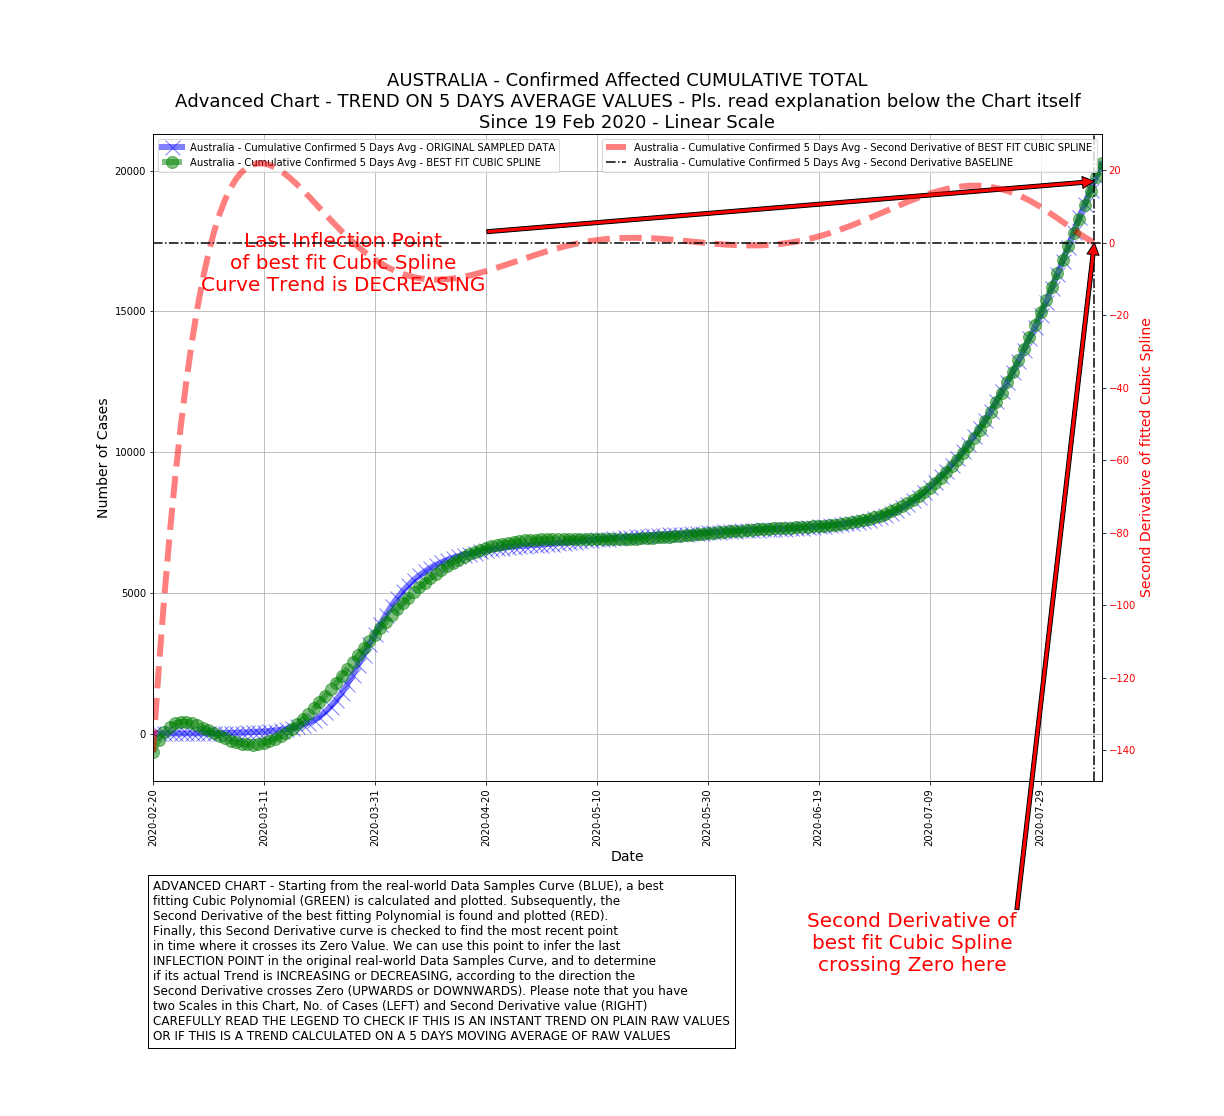 AUSTRALIA - Confirmed Affected CUMULATIVE TOTAL
Advanced Chart - TREND ON 5 DAYS AVERAGE VALUES - Pls. read explanation below the Chart itself
Since 19 Feb 2020 - Linear Scale
Australia - Cumulative Confirmed 5 Days Avg - ORIGINAL SAMPLED DATA
Australia - Cumulative Confirmed 5 Days Avg - BEST FIT CUBIC SPLINE
Australia - Cumulative Confirmed 5 Days Avg - Second Derivative of BEST FIT CUBIC SPLINE
Australia - Cumulative Confirmed 5 Days Avg - Second Derivative BASELINE
Last Inflection Point
of best fit Cubic Spline
Curve Trend is DECREASING
Number of Cases
20000
15000
10000
5000
0
20
0
−20
−40
−60
−80
−100
−120
−140
Second Derivative of fitted Cubic Spline
2020-02-20
2020-03-11
2020-03-31
2020-04-20
2020-05-10
2020-05-30
2020-06-19
2020-07-09
2020-07-29
Date
ADVANCED CHART - Starting from the real-world Data Samples Curve (BLUE), a best
fitting Cubic Polynomial (GREEN) is calculated and plotted. Subsequently, the
Second Derivative of the best fitting Polynomial is found and plotted (RED).
Finally, this Second Derivative curve is checked to find the most recent point
in time where it crosses its Zero Value. We can use this point to infer the last
INFLECTION POINT in the original real-world Data Samples Curve, and to determine
if its actual Trend is INCREASING or DECREASING, according to the direction the
Second Derivative crosses Zero (UPWARDS or DOWNWARDS). Please note that you have
two Scales in this Chart, No. of Cases (LEFT) and Second Derivative value (RIGHT)
CAREFULLY READ THE LEGEND TO CHECK IF THIS IS AN INSTANT TREND ON PLAIN RAW VALUES
OR IF THIS IS A TREND CALCULATED ON A 5 DAYS MOVING AVERAGE OF RAW VALUES
Second Derivative of
best fit Cubic Spline
crossing Zero here